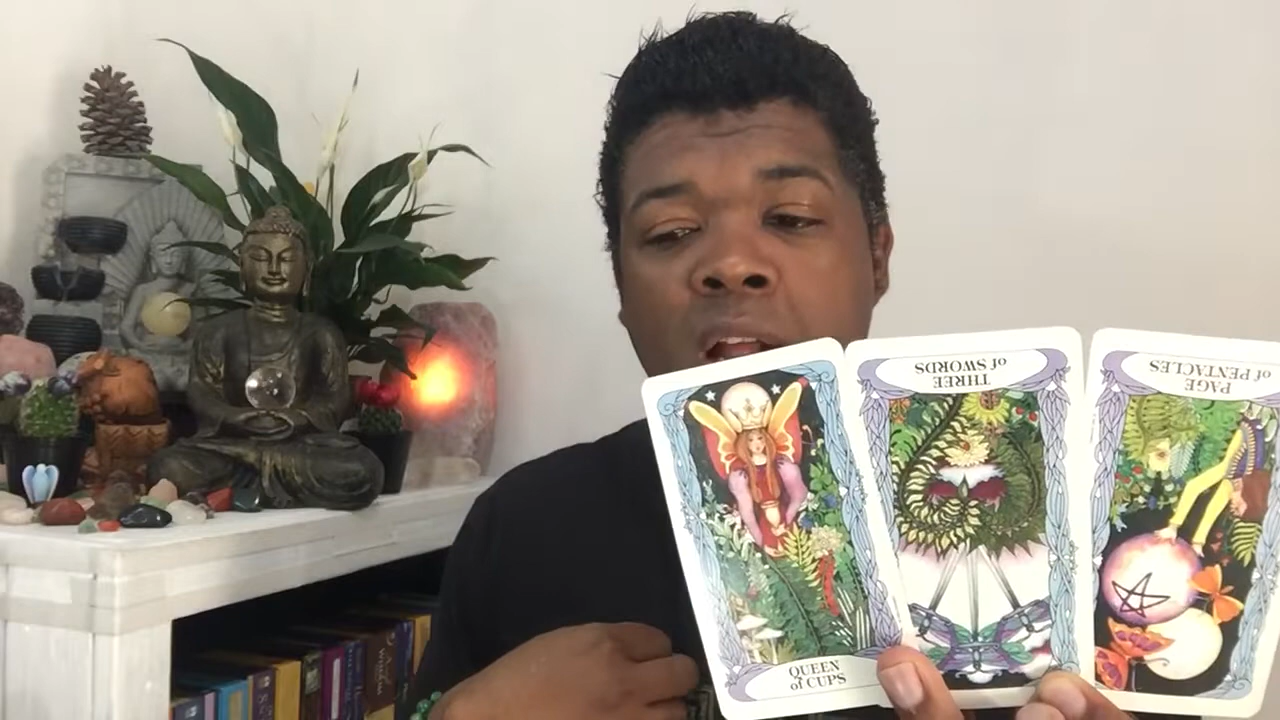 QUEEN
of CUPS
THREE
of SWORDS
PAGE
of PENTACLES